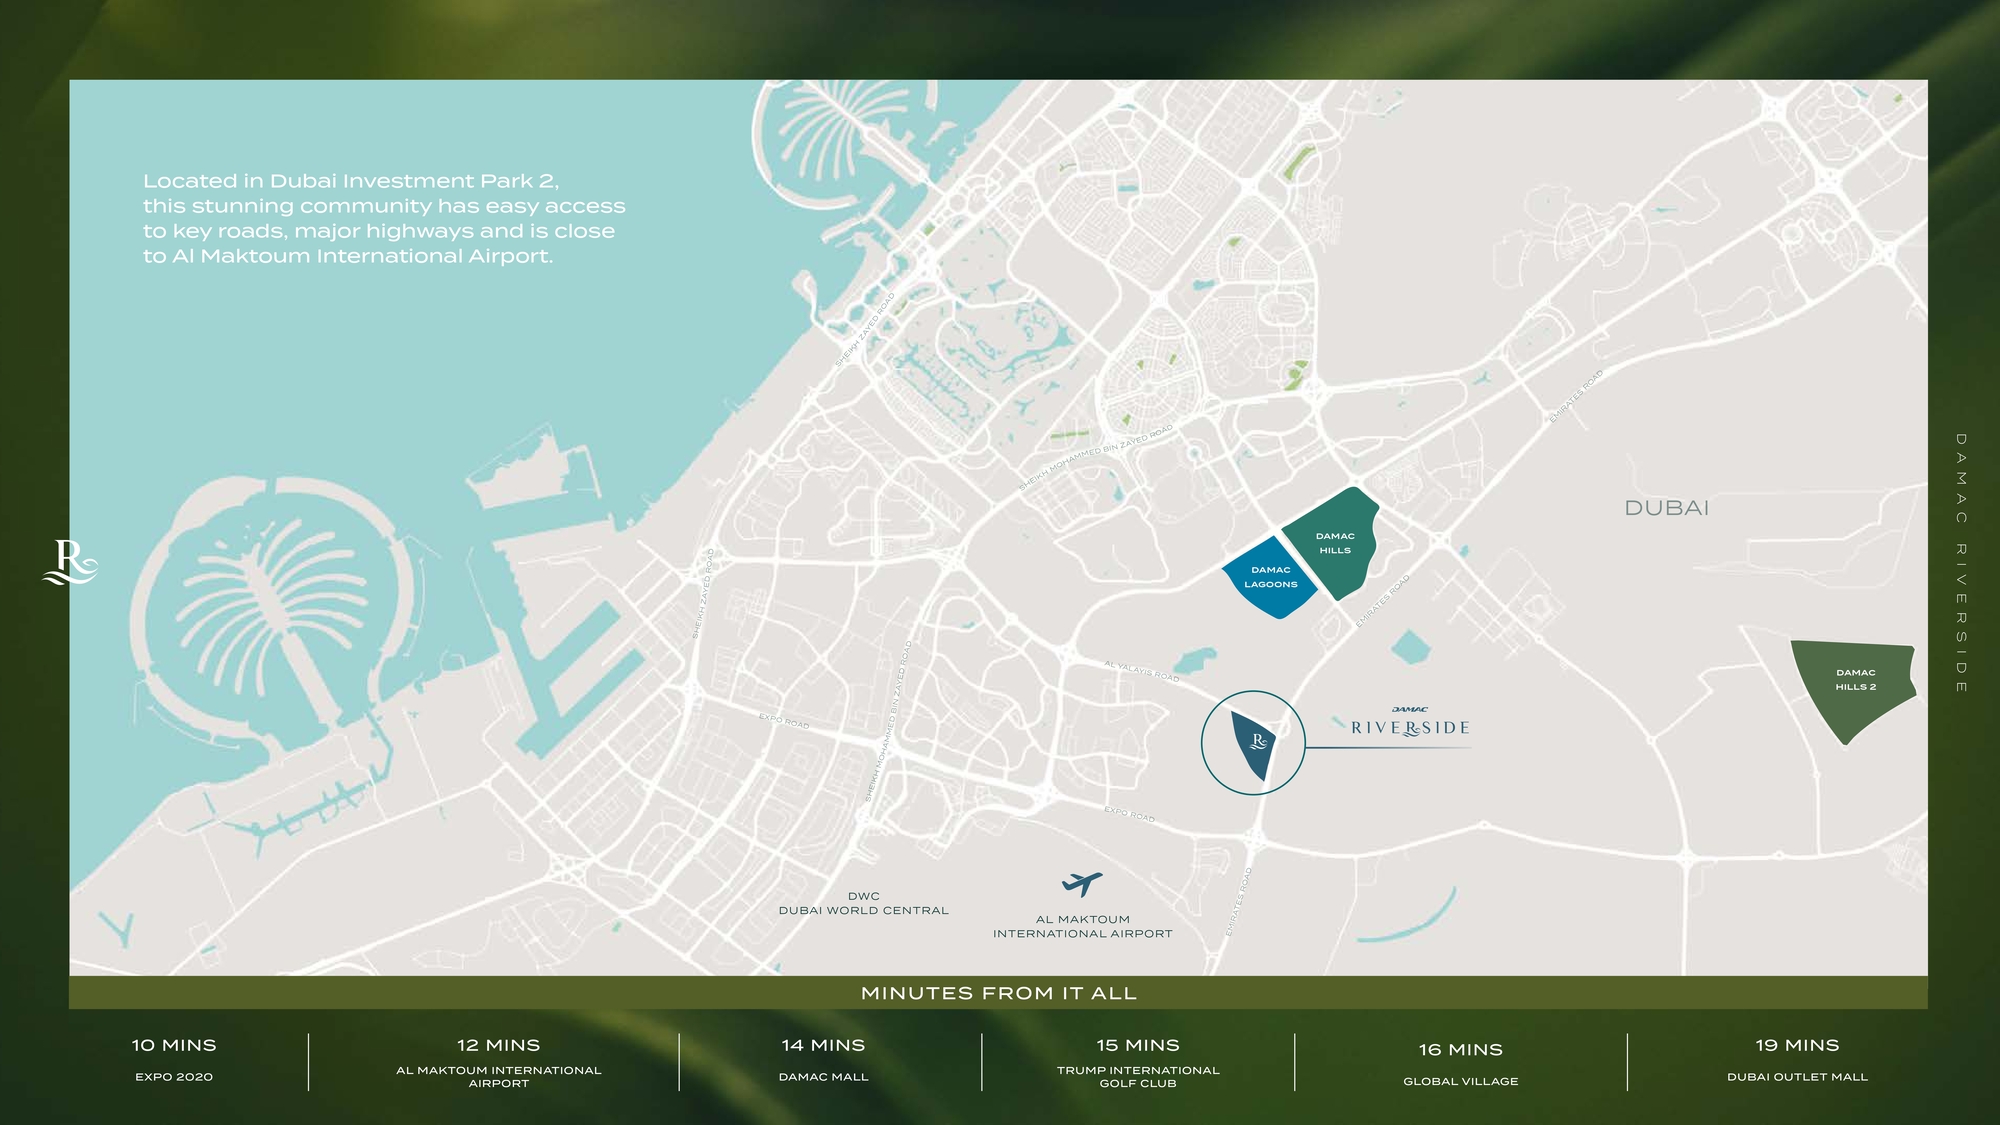 Located in Dubai Investment Park 2,
this stunning community has easy access
to key roads, major highways and is close
to Al Maktoum International Airport.
SHEIKH ZAYED ROAD
SHEIKH MOHAMMED BIN ZAYED ROAD
EMIRATES ROAD
DUBAI
DAMAC
HILLS
DAMAC
LAGOONS
R
SHEIKH ZAYED ROAD
EMIRATES ROAD
SHEIKH MOHAMMED BIN ZAYED ROAD
AL YALAYIS ROAD
DAMAC
HILLS 2
DAMAC RIVERSIDE
EXPO ROAD
R
DAMAC
RIVERSIDE
EXPO ROAD
EMIRATES ROAD
DWC
DUBAI WORLD CENTRAL
AL MAKTOUM
INTERNATIONAL AIRPORT
MINUTES FROM IT ALL
10 MINS
EXPO 2020
12 MINS
AL MAKTOUM INTERNATIONAL
AIRPORT
14 MINS
DAMAC MALL
15 MINS
TRUMP INTERNATIONAL
GOLF CLUB
16 MINS
GLOBAL VILLAGE
19 MINS
DUBAI OUTLET MALL